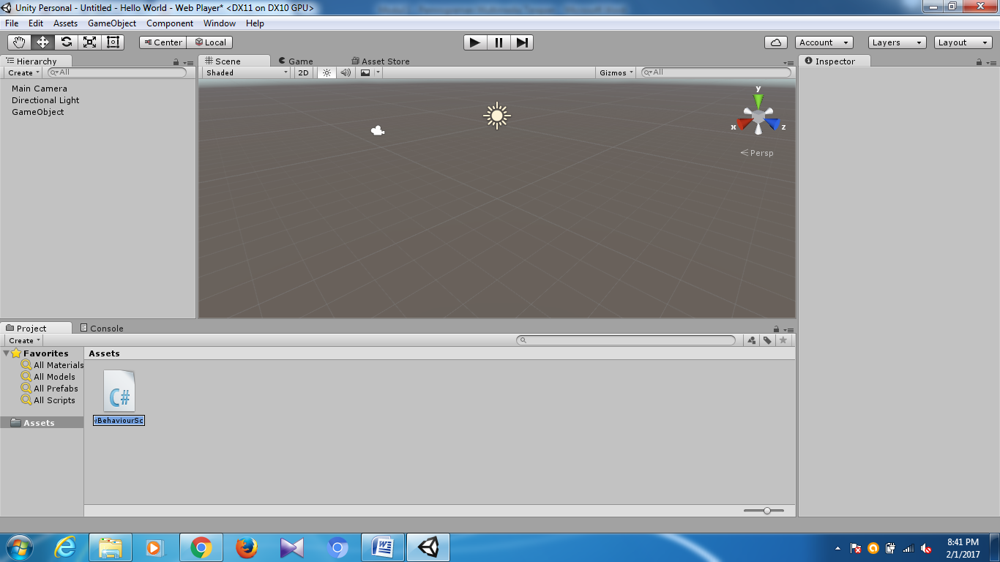 Unity Personal - Untitled - Hello World - Web Player* <DX11 on DX10 GPU>
File Edit Assets GameObject Component Window Help
Center Local Account Layers Layout
Hierarchy
Create All
Main Camera
Directional Light
GameObject
Scene Game Asset Store
Shaded 2D Gizmos All
y
x z
Persp
Inspector
Project Console
Create
Favorites
All Materials
All Models
All Prefabs
All Scripts
Assets
Assets
C#
BehaviourSc
8:41 PM
2/1/2017